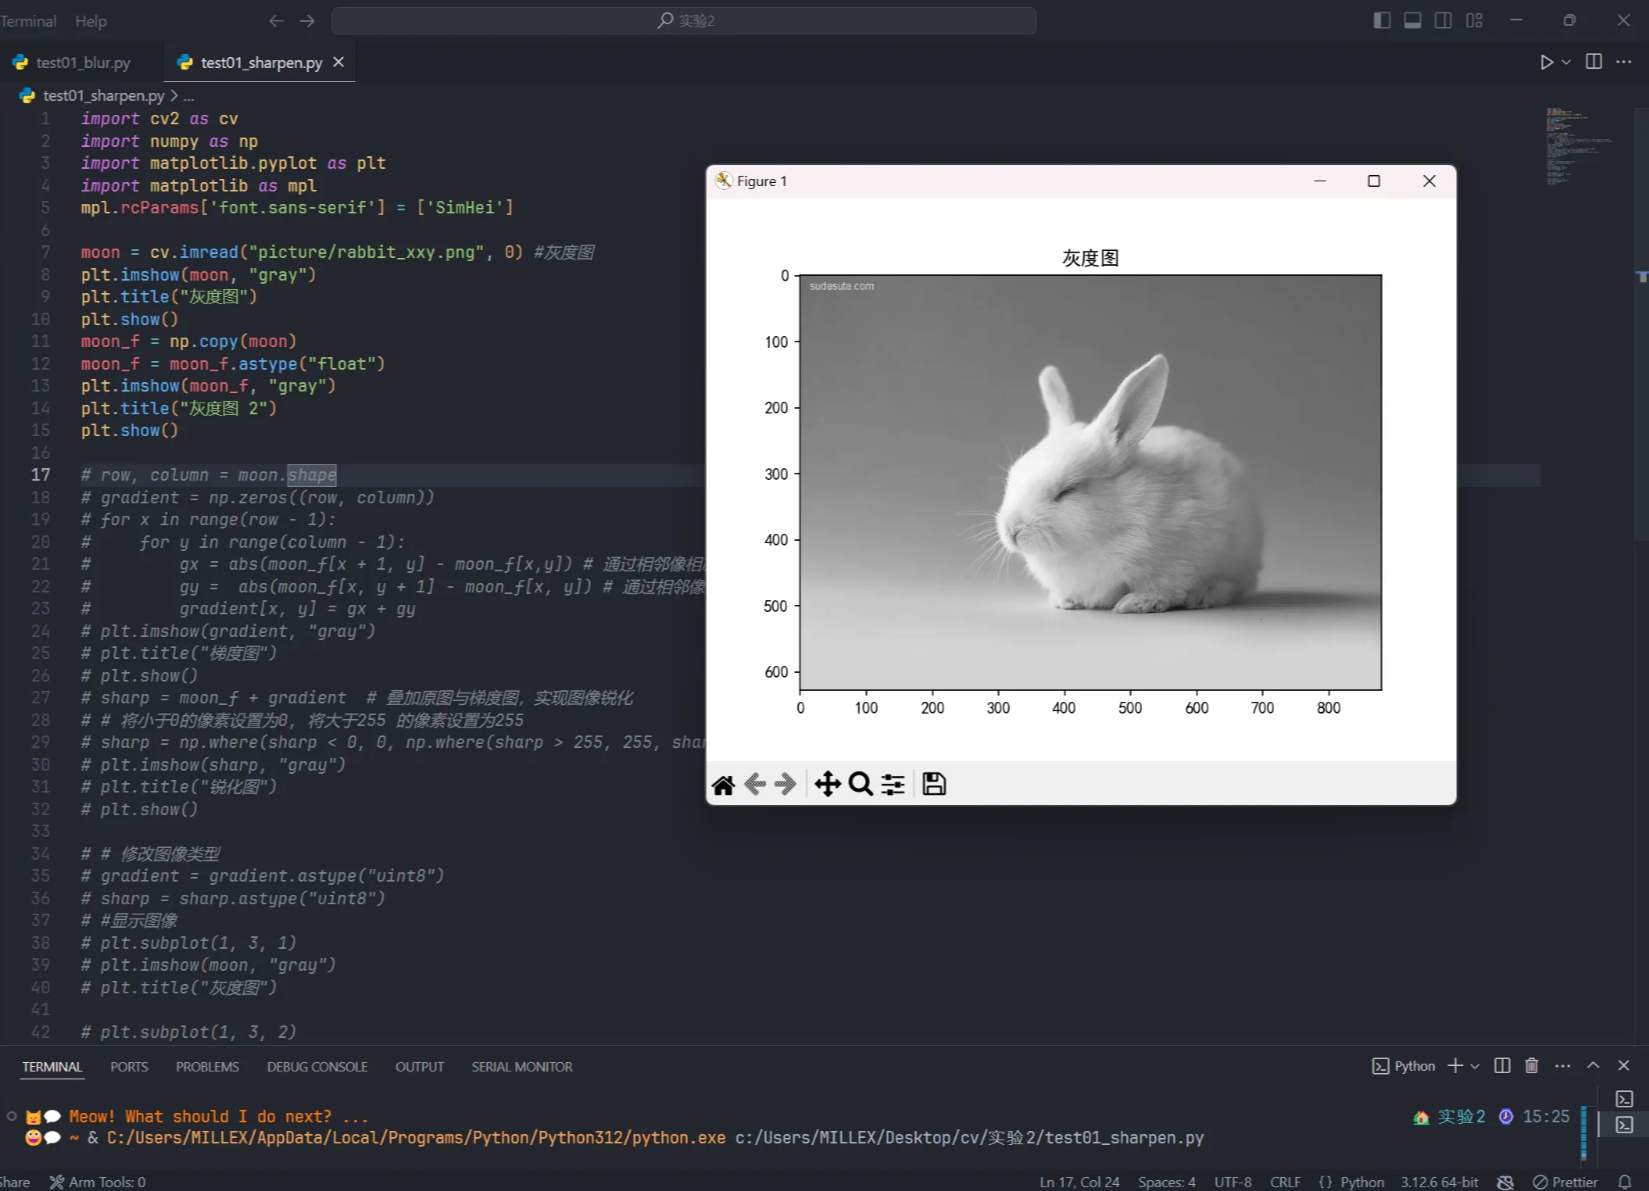 Terminal Help
实验2
test01_blur.py
test01_sharpen.py
test01_sharpen.py > ...
1 import cv2 as cv
2 import numpy as np
3 import matplotlib.pyplot as plt
4 import matplotlib as mpl
5 mpl.rcParams['font.sans-serif'] = ['SimHei']
6
7 moon = cv.imread("picture/rabbit_xxy.png", 0) #灰度图
8 plt.imshow(moon, "gray")
9 plt.title("灰度图")
10 plt.show()
11 moon_f = np.copy(moon)
12 moon_f = moon_f.astype("float")
13 plt.imshow(moon_f, "gray")
14 plt.title("灰度图 2")
15 plt.show()
16
17 # row, column = moon.shape
18 # gradient = np.zeros((row, column))
19 # for x in range(row - 1):
20 #     for y in range(column - 1):
21 #         gx = abs(moon_f[x + 1, y] - moon_f[x,y]) # 通过相邻像相
22 #         gy =  abs(moon_f[x, y + 1] - moon_f[x, y]) # 通过相邻像
23 #         gradient[x, y] = gx + gy
24 # plt.imshow(gradient, "gray")
25 # plt.title("梯度图")
26 # plt.show()
27 # sharp = moon_f + gradient  # 叠加原图与梯度图，实现图像锐化
28 # # 将小于0的像素设置为0, 将大于255 的像素设置为255
29 # sharp = np.where(sharp < 0, 0, np.where(sharp > 255, 255, shar
30 # plt.imshow(sharp, "gray")
31 # plt.title("锐化图")
32 # plt.show()
33
34 # # 修改图像类型
35 # gradient = gradient.astype("uint8")
36 # sharp = sharp.astype("uint8")
37 # #显示图像
38 # plt.subplot(1, 3, 1)
39 # plt.imshow(moon, "gray")
40 # plt.title("灰度图")
41
42 # plt.subplot(1, 3, 2)
Figure 1
灰度图
sudasuta.com
0
100
200
300
400
500
600
0 100 200 300 400 500 600 700 800
TERMINAL PORTS PROBLEMS DEBUG CONSOLE OUTPUT SERIAL MONITOR
Python
Meow! What should I do next? ...
实验2 15:25
~ & C:/Users/MILLEX/AppData/Local/Programs/Python/Python312/python.exe c:/Users/MILLEX/Desktop/cv/实验2/test01_sharpen.py
Share Arm Tools: 0
Ln 17, Col 24 Spaces: 4 UTF-8 CRLF {} Python 3.12.6 64-bit Prettier